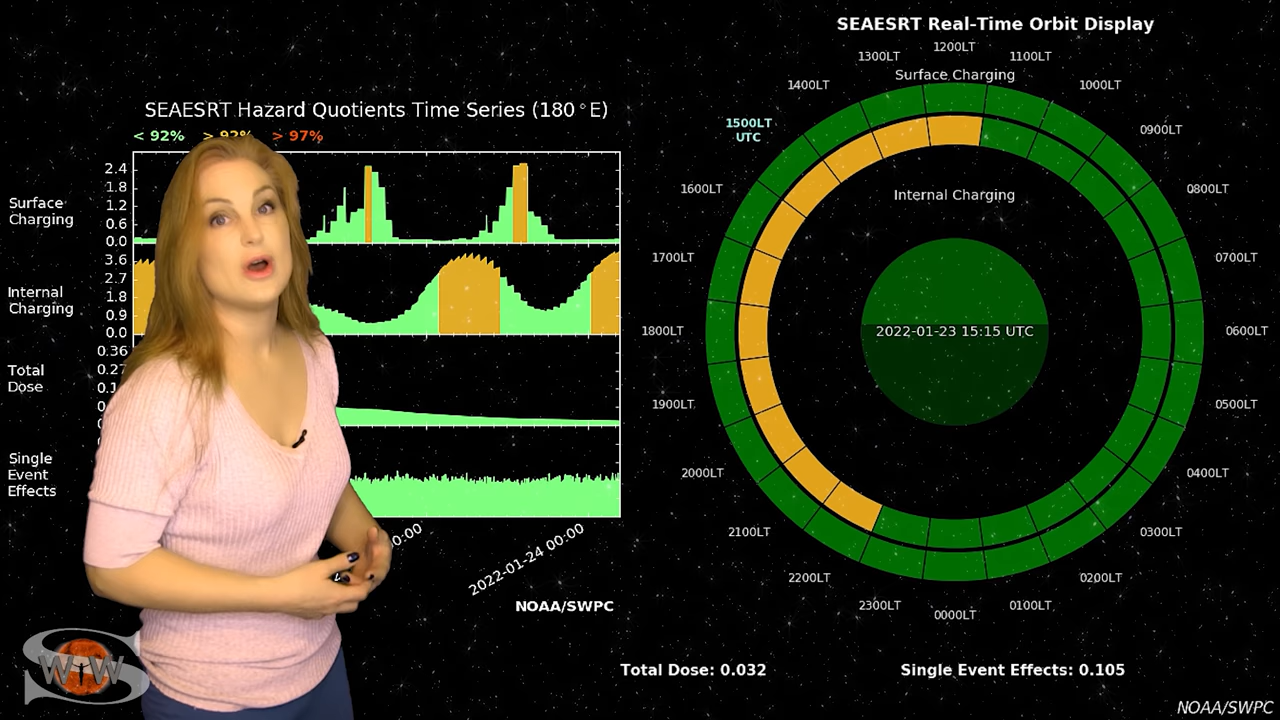 SEAESRT Real-Time Orbit Display
1200LT
1300LT
1100LT
Surface Charging
1400LT
1000LT
SEAESRT Hazard Quotients Time Series (180°E)
1500LT
UTC
0900LT
< 92%
> 92%
> 97%
2.4
1.8
1.2
0.6
0.0
Surface
Charging
1600LT
Internal Charging
0800LT
3.6
2.7
1.8
0.9
0.0
Internal
Charging
1700LT
0700LT
1800LT
2022-01-23 15:15 UTC
0600LT
0.36
Total
Dose
1900LT
0500LT
Single
Event
Effects
2000LT
0400LT
2100LT
0300LT
2022-01-24 00:00
2200LT
0200LT
NOAA/SWPC
2300LT
0100LT
0000LT
SWTW
Total Dose: 0.032
Single Event Effects: 0.105
NOAA/SWPC